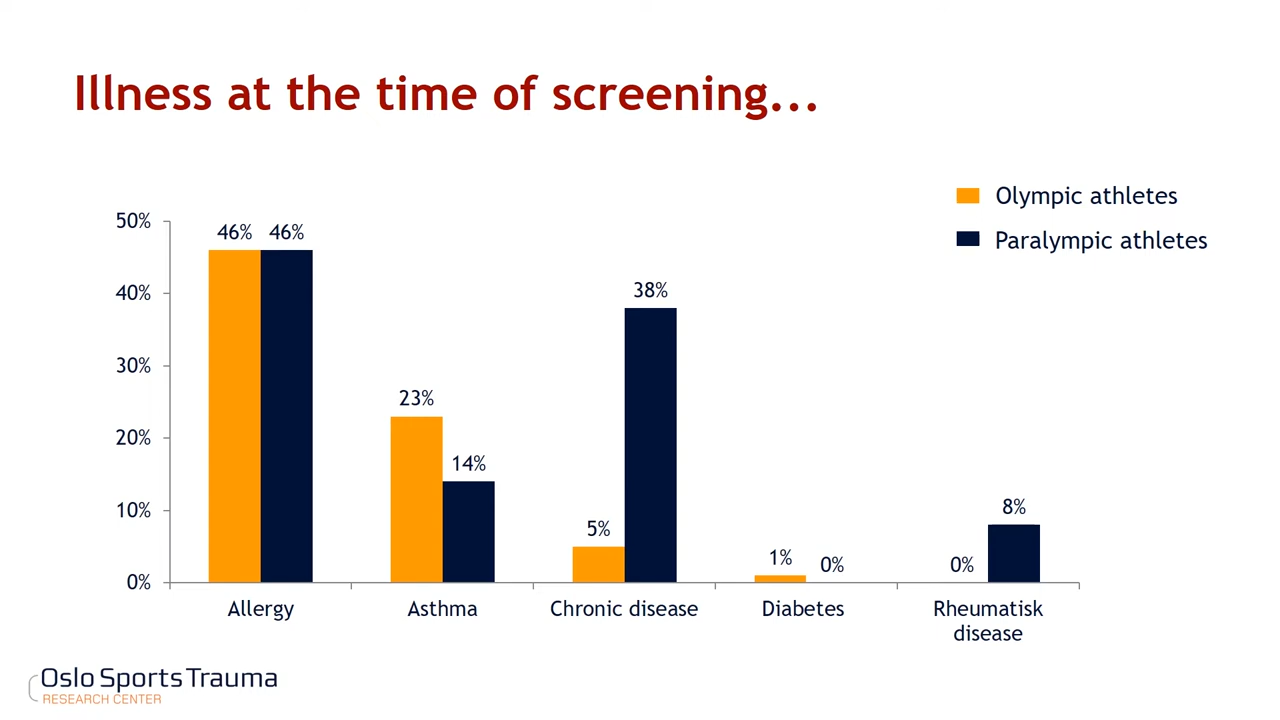 Illness at the time of screening...
Olympic athletes
Paralympic athletes
50%
40%
30%
20%
10%
0%
46% 46%
23%
14%
5%
38%
1%
0%
0%
8%
Allergy
Asthma
Chronic disease
Diabetes
Rheumatisk
disease
Oslo Sports Trauma
RESEARCH CENTER